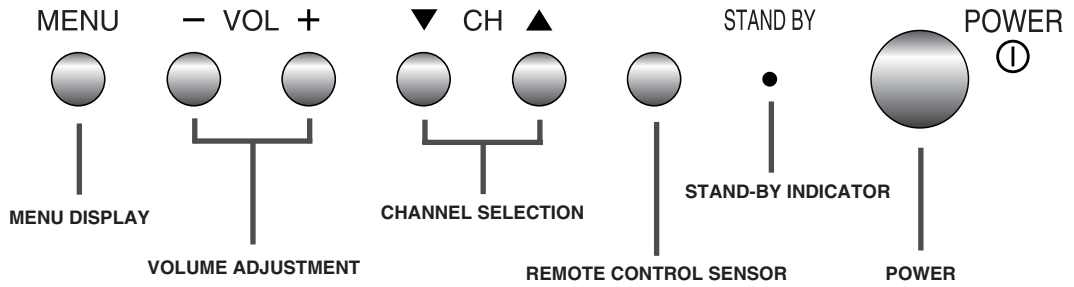 MENU
− VOL +
▼ CH ▲
STAND BY
POWER
MENU DISPLAY
VOLUME ADJUSTMENT
CHANNEL SELECTION
REMOTE CONTROL SENSOR
STAND-BY INDICATOR
POWER